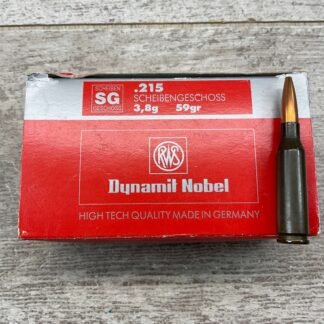 SCHEIBEN
SG
GESCHOSS
.215
SCHEIBENGESCHOSS
3,8g 59gr
RWS
Dynamit Nobel
HIGH TECH QUALITY MADE IN GERMANY